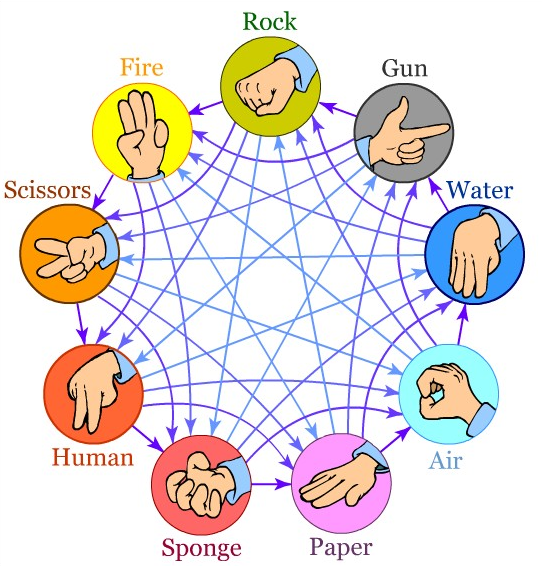 Rock
Fire
Gun
Scissors
Water
Human
Air
Sponge
Paper